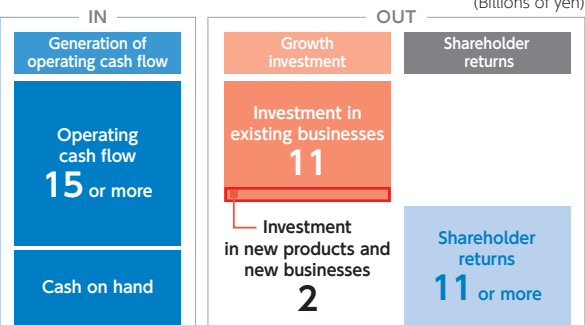 (Billions of yen)
IN
OUT
Generation of
operating cash flow
Growth
investment
Shareholder
returns
Operating
cash flow
15 or more
Cash on hand
Investment in
existing businesses
11
Investment
in new products and
new businesses
2
Shareholder
returns
11 or more